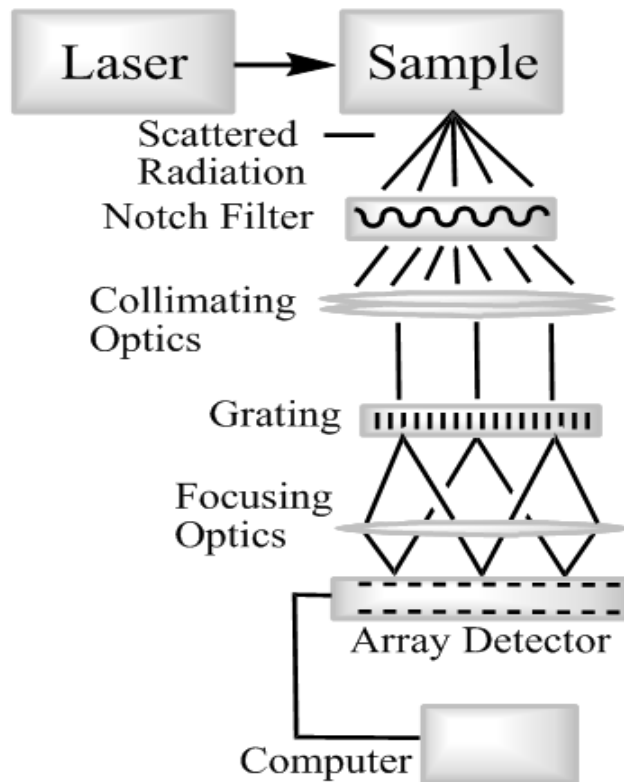 Laser
Sample
Scattered
Radiation
Notch Filter
Collimating
Optics
Grating
Focusing
Optics
Array Detector
Computer